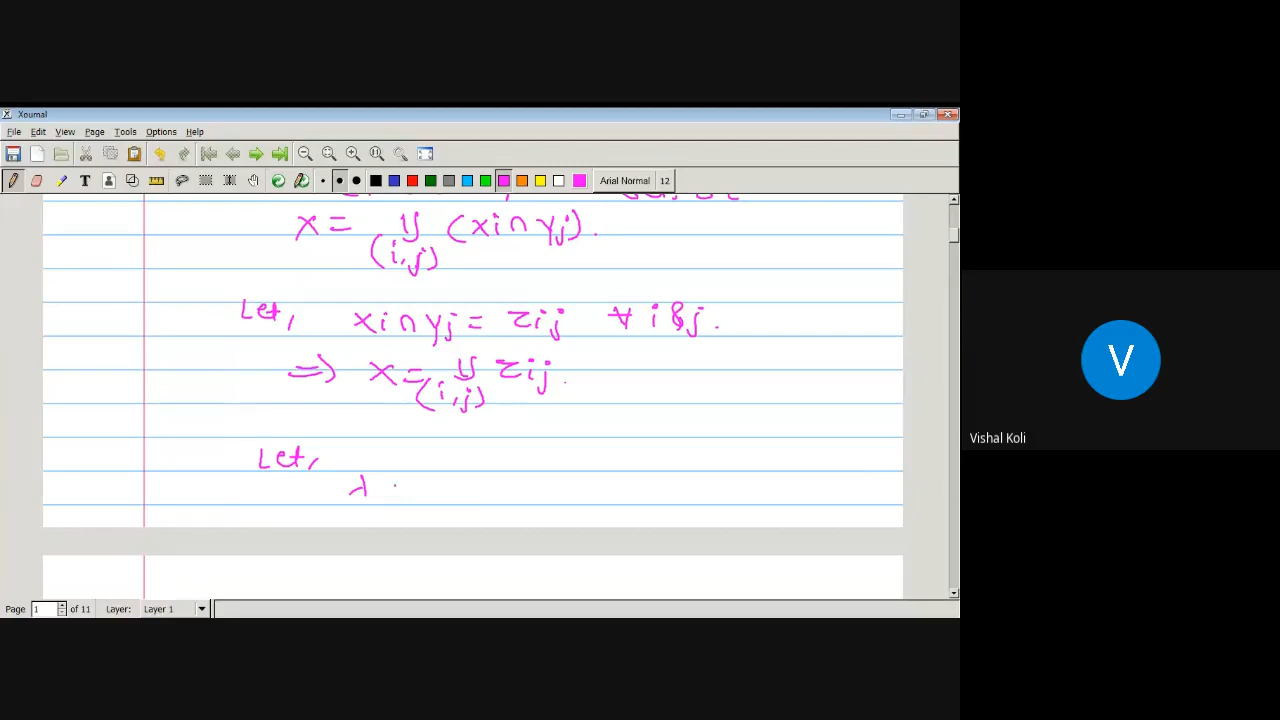 Xournal
File Edit View Page Tools Options Help
T Arial Normal 12
X = ∪ (Xi ∩ Yj).
(i,j)
Let, Xi ∩ Yj = Zij ∀ i & j.
⇒ X = ∪ Zij.
(i,j)
Let,
λ
V
Vishal Koli
Page 1 of 11 Layer: Layer 1